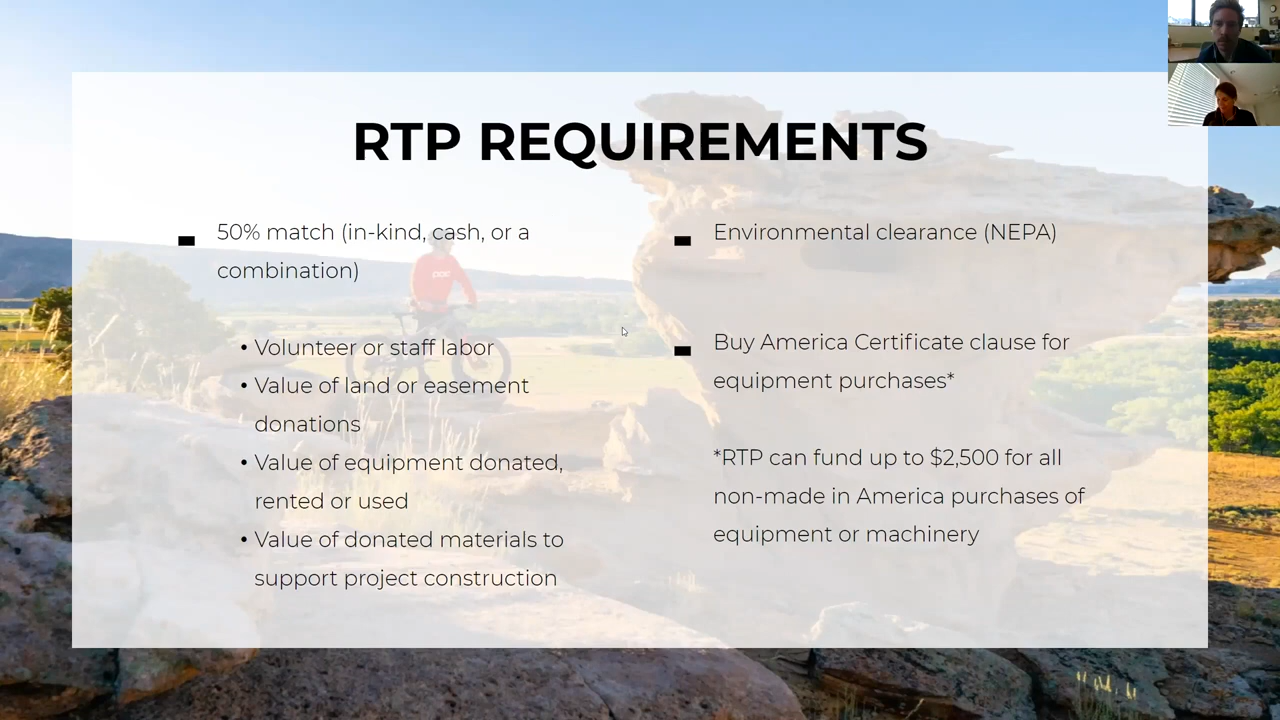 RTP REQUIREMENTS
50% match (in-kind, cash, or a
combination)
• Volunteer or staff labor
• Value of land or easement
donations
• Value of equipment donated,
rented or used
• Value of donated materials to
support project construction
Environmental clearance (NEPA)
Buy America Certificate clause for
equipment purchases*
*RTP can fund up to $2,500 for all
non-made in America purchases of
equipment or machinery
POC